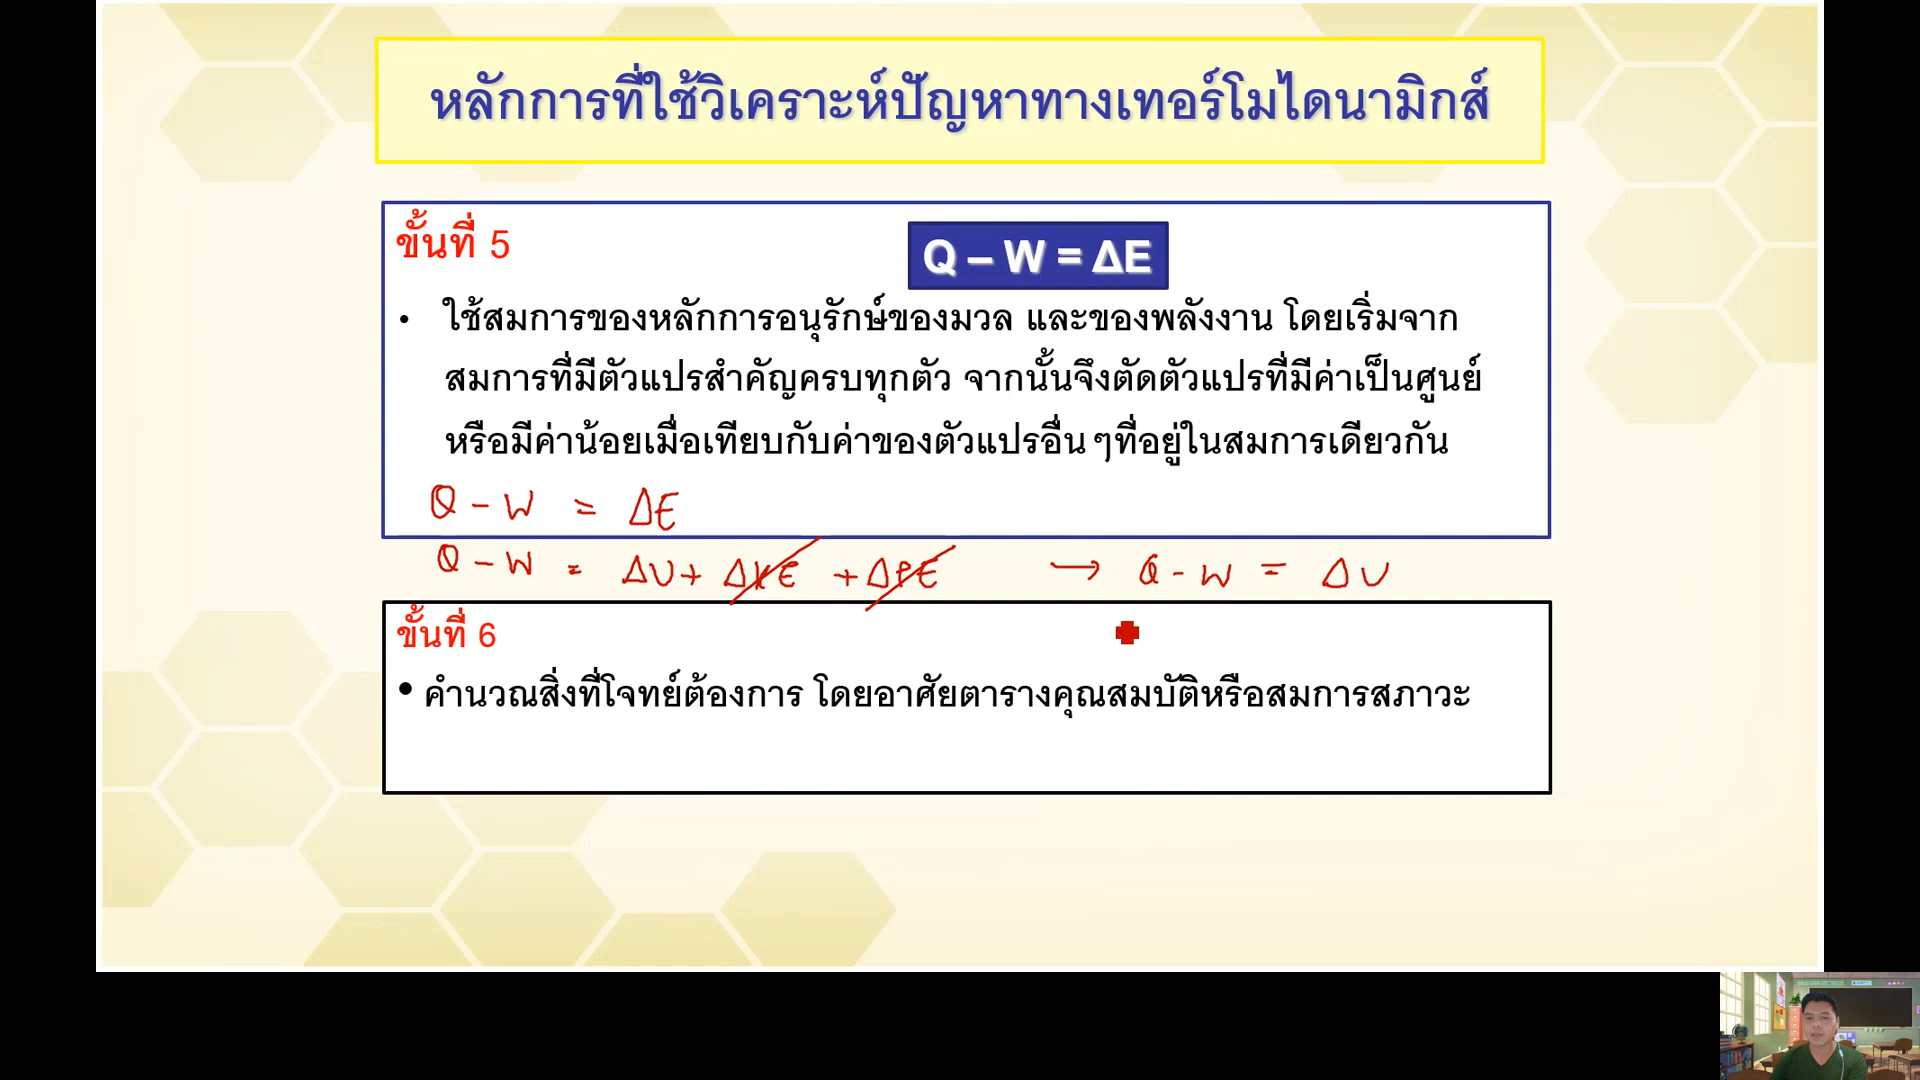 หลักการที่ใช้วิเคราะห์ปัญหาทางเทอร์โมไดนามิกส์
ขั้นที่ 5
Q – W = ΔE
• ใช้สมการของหลักการอนุรักษ์ของมวล และของพลังงาน โดยเริ่มจาก
สมการที่มีตัวแปรสำคัญครบทุกตัว จากนั้นจึงตัดตัวแปรที่มีค่าเป็นศูนย์
หรือมีค่าน้อยเมื่อเทียบกับค่าของตัวแปรอื่นๆที่อยู่ในสมการเดียวกัน
Q - W = ΔE
Q - W = ΔU + ΔKE + ΔPE → Q - W = ΔU
ขั้นที่ 6
• คำนวณสิ่งที่โจทย์ต้องการ โดยอาศัยตารางคุณสมบัติหรือสมการสภาวะ